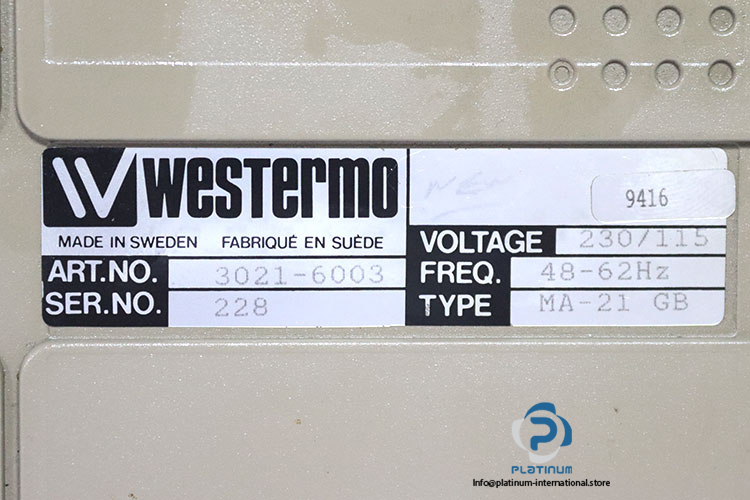 Westermo
NEW
9416
MADE IN SWEDEN FABRIQUÉ EN SUÈDE
VOLTAGE 230/115
ART.NO. 3021-6003
FREQ. 48-62Hz
SER.NO. 228
TYPE MA-21 GB
PLATINUM
Info@platinum-international.store